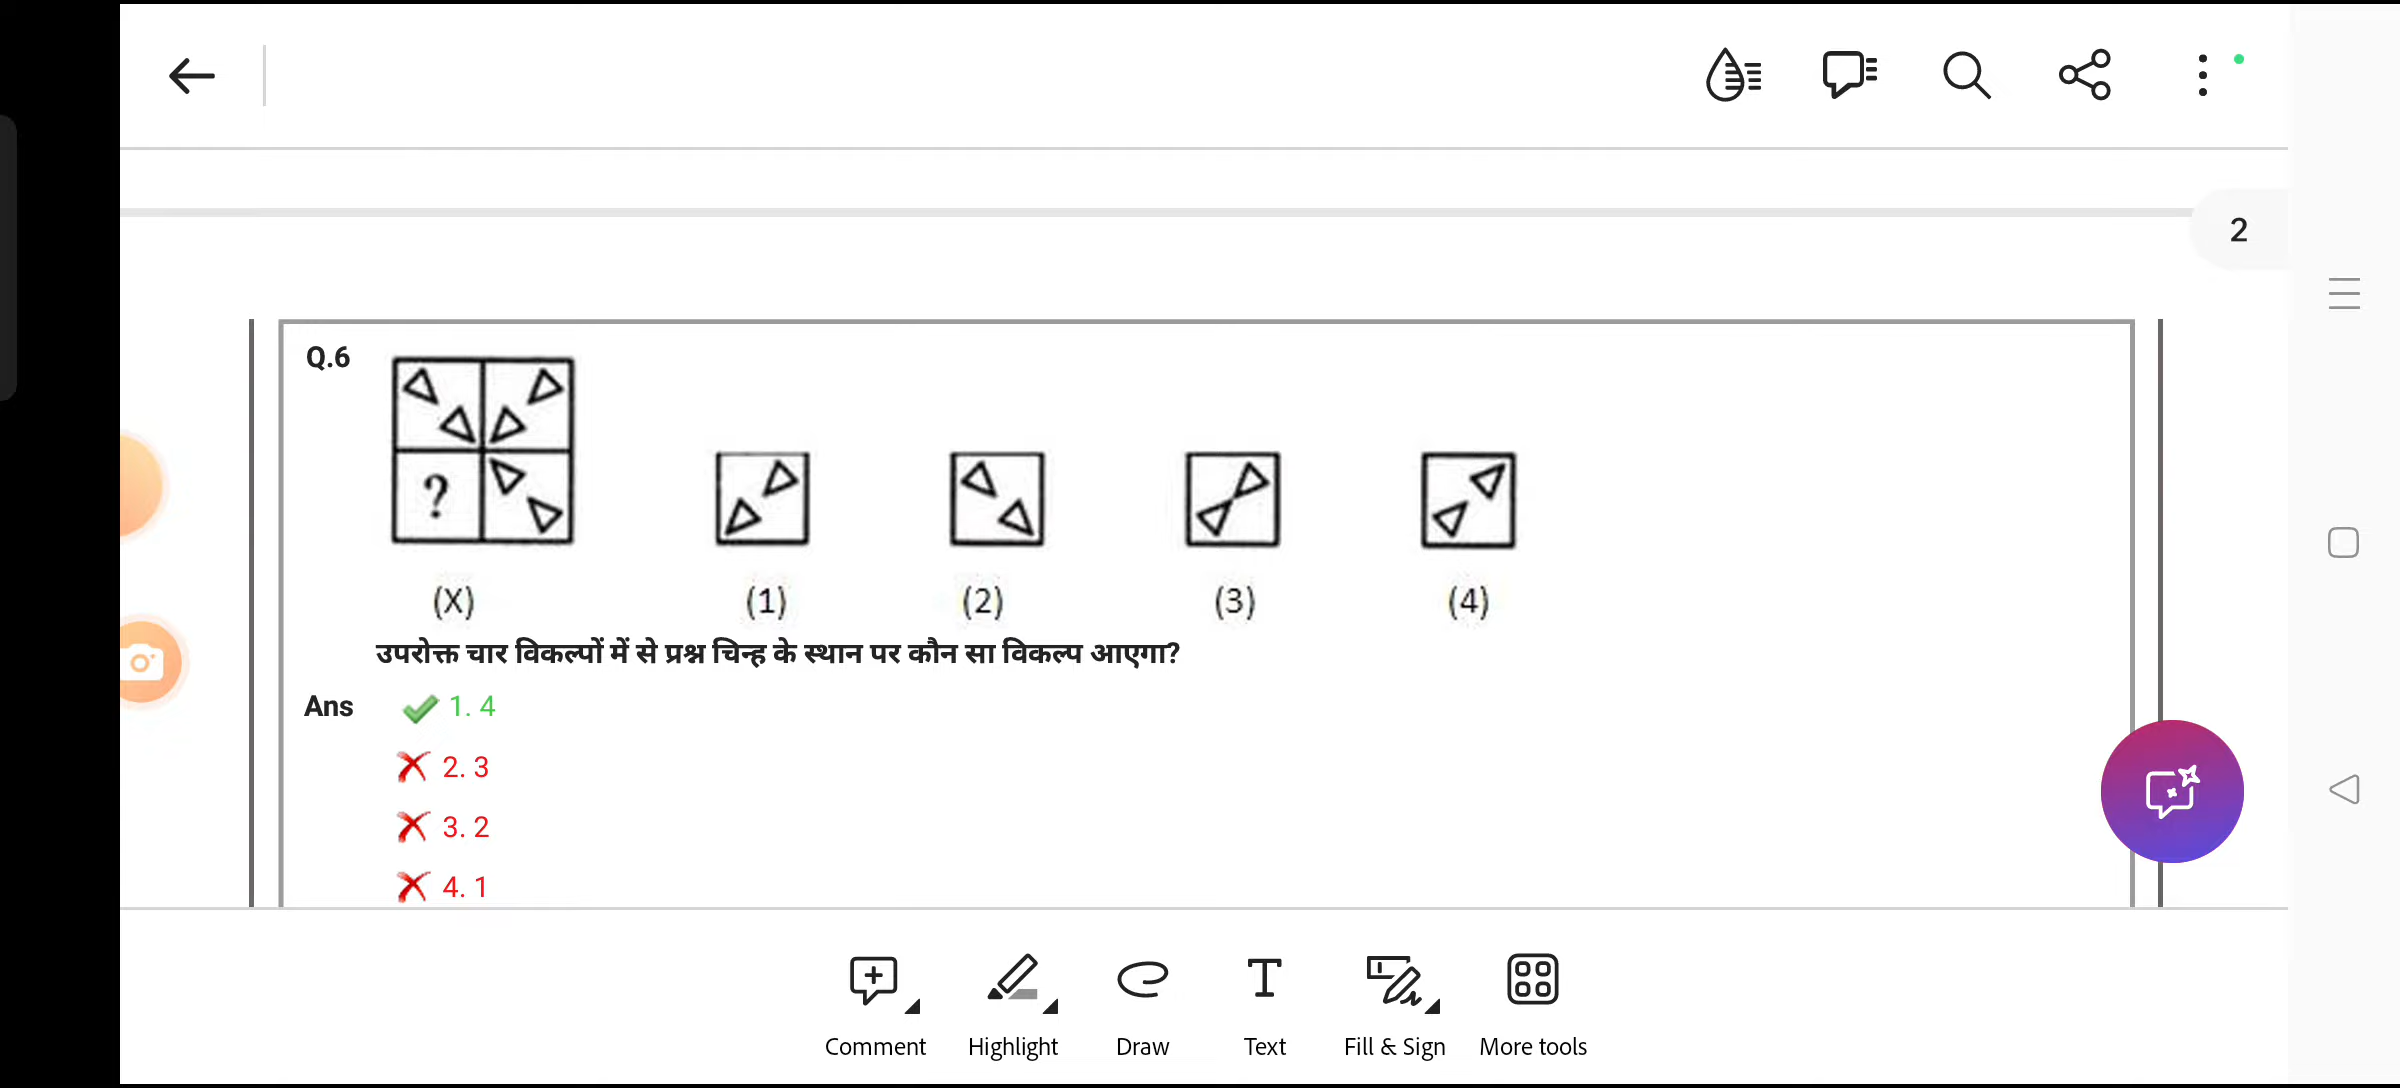 2
Q.6
?
(X) (1) (2) (3) (4)
उपरोक्त चार विकल्पों में से प्रश्न चिन्ह के स्थान पर कौन सा विकल्प आएगा?
Ans 1. 4
2. 3
3. 2
4. 1
Comment Highlight Draw Text Fill & Sign More tools